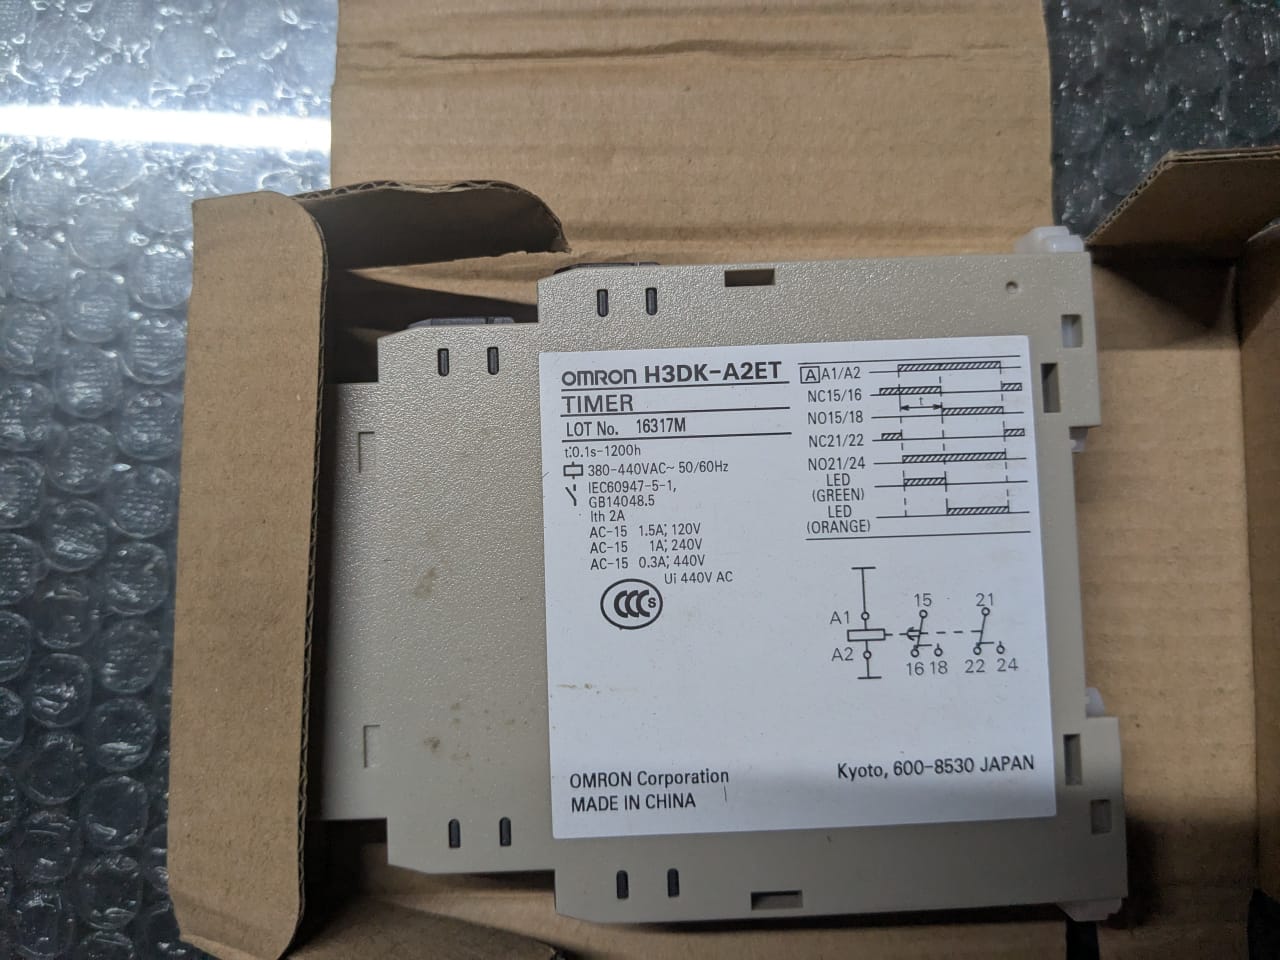 OMRON H3DK-A2ET
TIMER
LOT No. 16317M
t:0.1s-1200h
380-440VAC~ 50/60Hz
IEC60947-5-1,
GB14048.5
Ith 2A
AC-15 1.5A; 120V
AC-15 1A; 240V
AC-15 0.3A; 440V
Ui 440V AC
CCC S
OMRON Corporation
MADE IN CHINA
A A1/A2
NC15/16
t
NO15/18
NC21/22
NO21/24
LED
(GREEN)
LED
(ORANGE)
15 21
A1
A2
16 18 22 24
Kyoto, 600-8530 JAPAN